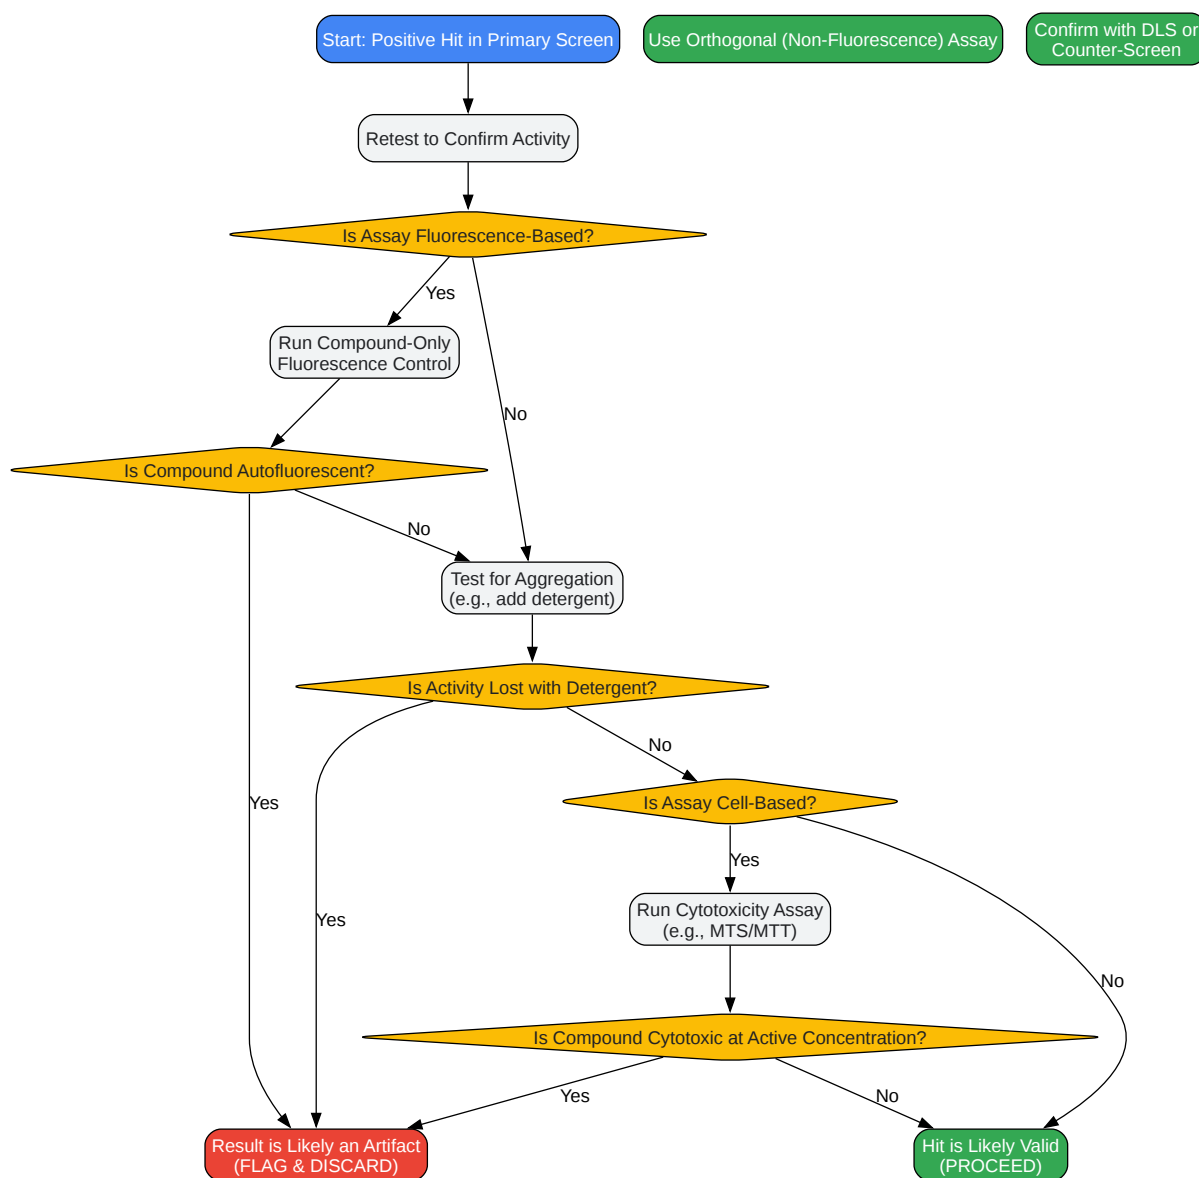 Start: Positive Hit in Primary Screen
Use Orthogonal (Non-Fluorescence) Assay
Confirm with DLS or
Counter-Screen
Retest to Confirm Activity
Is Assay Fluorescence-Based?
Yes
Run Compound-Only
Fluorescence Control
No
Is Compound Autofluorescent?
No
Test for Aggregation
(e.g., add detergent)
Is Activity Lost with Detergent?
No
Is Assay Cell-Based?
Yes
Yes
Run Cytotoxicity Assay
(e.g., MTS/MTT)
Yes
No
Is Compound Cytotoxic at Active Concentration?
Yes
No
Result is Likely an Artifact
(FLAG & DISCARD)
Hit is Likely Valid
(PROCEED)